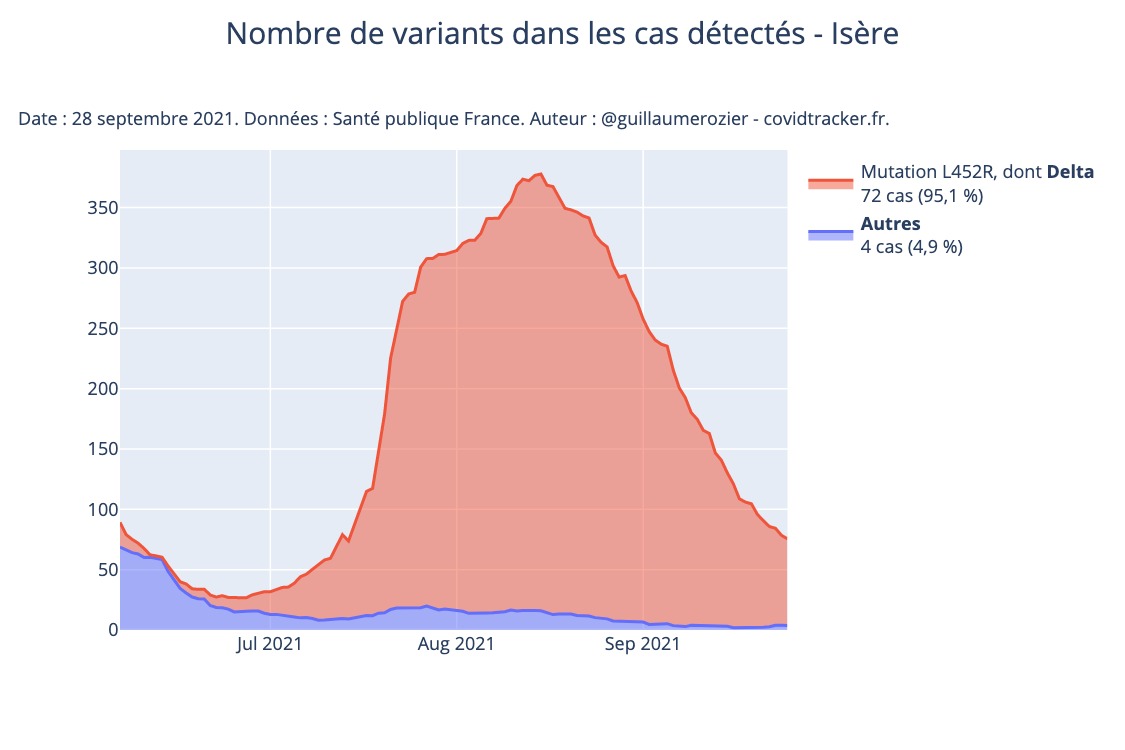 Nombre de variants dans les cas détectés - Isère
Date : 28 septembre 2021. Données : Santé publique France. Auteur : @guillaumerozier - covidtracker.fr.
Mutation L452R, dont Delta
72 cas (95,1 %)
Autres
4 cas (4,9 %)
350
300
250
200
150
100
50
0
Jul 2021
Aug 2021
Sep 2021